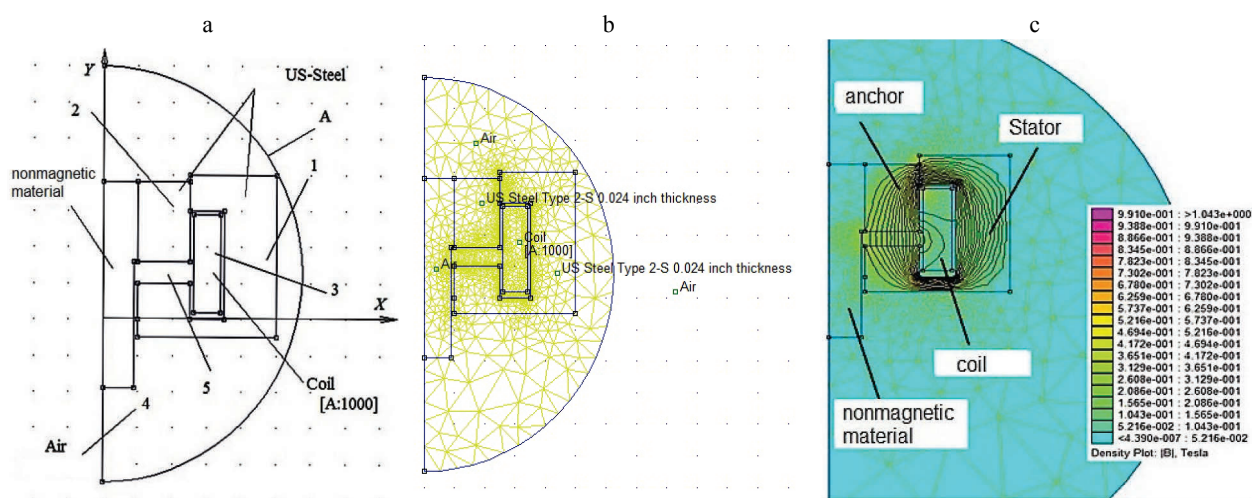 a
b
c
Y
US-Steel
2
A
1
nonmagnetic
material
X
3
5
Coil
[A:1000]
4
Air
Air
US Steel Type 2-S 0.024 inch thickness
Coil
[A:1000]
A
US Steel Type 2-S 0.024 inch thickness
Air
anchor
Stator
coil
nonmagnetic
material
9.910e-001 : >1.043e+000
9.388e-001 : 9.910e-001
8.866e-001 : 9.388e-001
8.345e-001 : 8.866e-001
7.823e-001 : 8.345e-001
7.302e-001 : 7.823e-001
6.780e-001 : 7.302e-001
6.259e-001 : 6.780e-001
5.737e-001 : 6.259e-001
5.216e-001 : 5.737e-001
4.694e-001 : 5.216e-001
4.172e-001 : 4.694e-001
3.651e-001 : 4.172e-001
3.129e-001 : 3.651e-001
2.608e-001 : 3.129e-001
2.086e-001 : 2.608e-001
1.565e-001 : 2.086e-001
1.043e-001 : 1.565e-001
5.216e-002 : 1.043e-001
<4.390e-007 : 5.216e-002
Density Plot: |B|, Tesla